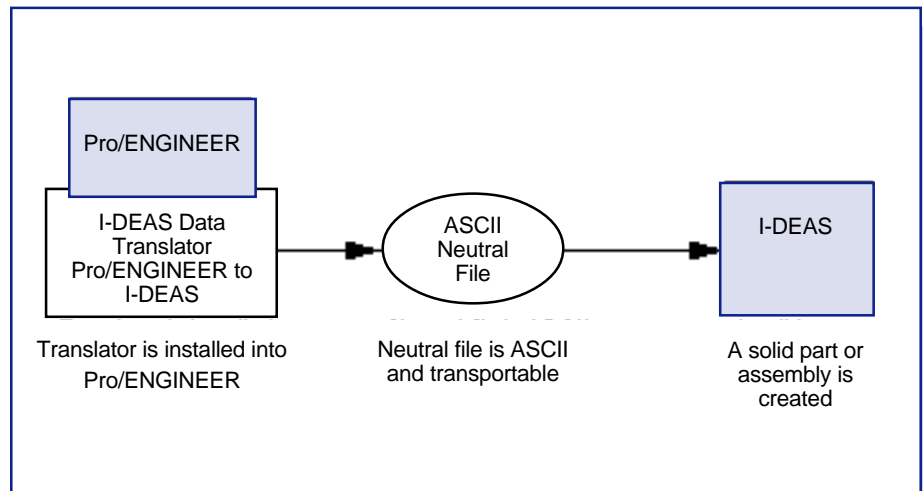 Pro/ENGINEER
I-DEAS Data
Translator
Pro/ENGINEER to
I-DEAS
ASCII
Neutral
File
I-DEAS
Translator is installed into
Pro/ENGINEER
Neutral file is ASCII
and transportable
A solid part or
assembly is
created